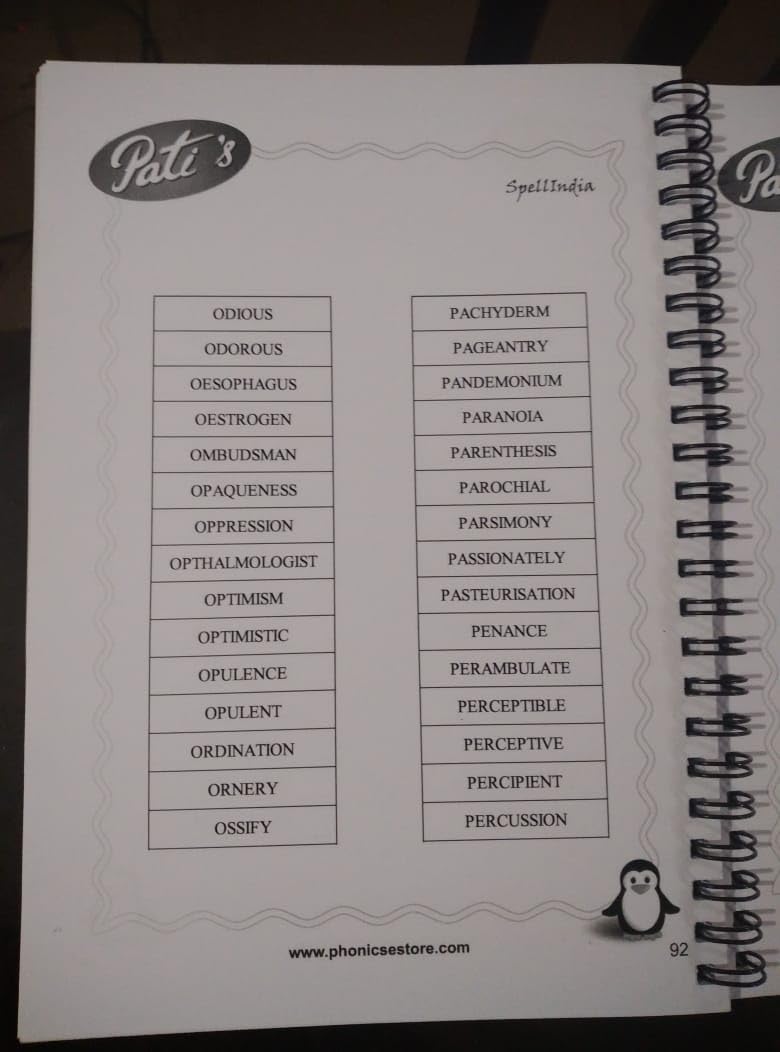 Pati's
SpellIndia
ODIOUS
ODOROUS
OESOPHAGUS
OESTROGEN
OMBUDSMAN
OPAQUENESS
OPPRESSION
OPTHALMOLOGIST
OPTIMISM
OPTIMISTIC
OPULENCE
OPULENT
ORDINATION
ORNERY
OSSIFY
PACHYDERM
PAGEANTRY
PANDEMONIUM
PARANOIA
PARENTHESIS
PAROCHIAL
PARSIMONY
PASSIONATELY
PASTEURISATION
PENANCE
PERAMBULATE
PERCEPTIBLE
PERCEPTIVE
PERCIPIENT
PERCUSSION
www.phonicsestore.com
92
Pa